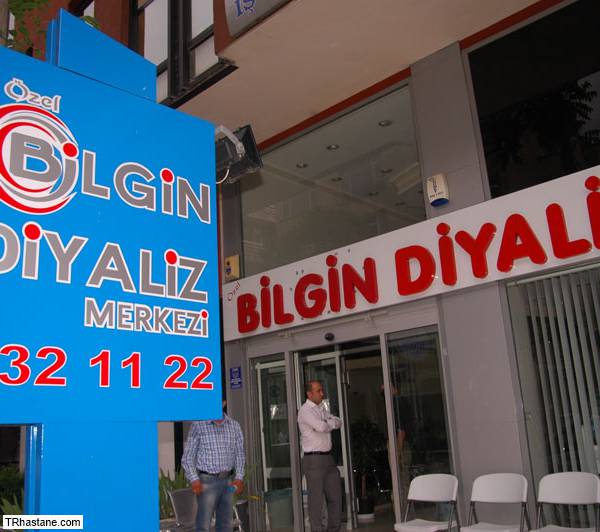 Özel
BİLGİN
DİYALİZ
MERKEZİ
32 11 22
İŞ
Özel
BİLGİN DİYALİ
TRhastane.com